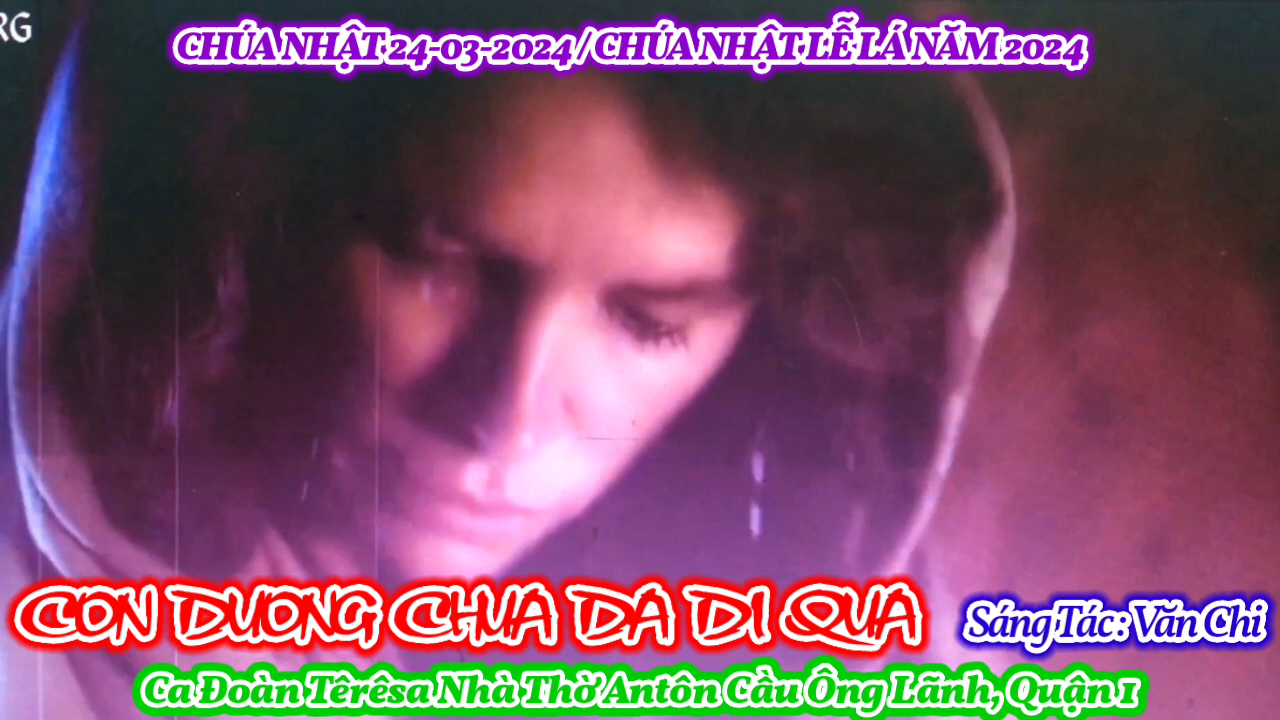 RG
CHÚA NHẬT 24-03-2024 / CHÚA NHẬT LỄ LÁ NĂM 2024
CON DUONG CHUA DA DI QUA
Sáng Tác : Văn Chi
Ca Đoàn Têrêsa Nhà Thờ Antôn Cầu Ông Lãnh, Quận 1